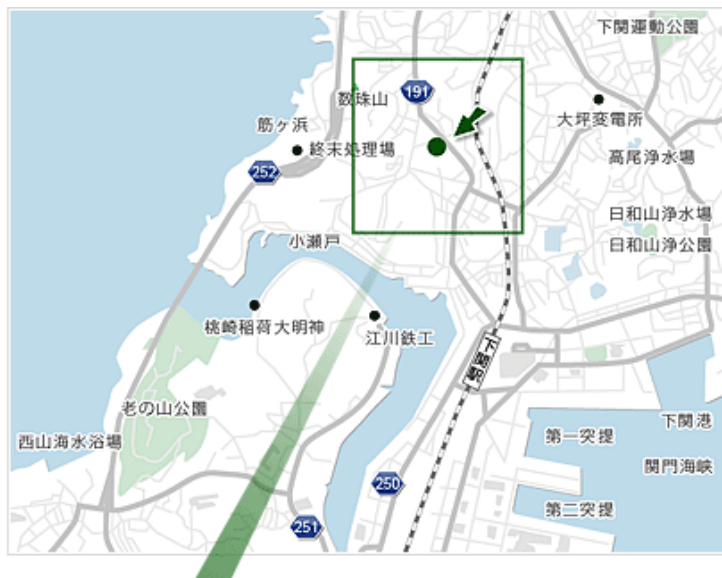 下関運動公園
191
数珠山
大坪変電所
筋ヶ浜
終末処理場
高尾浄水場
252
日和山浄水場
小瀬戸
日和山浄公園
桃崎稲荷大明神
江川鉄工
下関駅
老の山公園
下関港
西山海水浴場
第一突提
関門海峡
250
第二突提
251